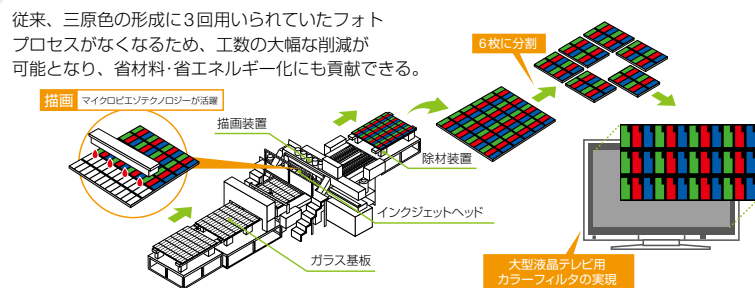 従来、三原色の形成に3回用いられていたフォト
プロセスがなくなるため、工数の大幅な削減が
可能となり、省材料・省エネルギー化にも貢献できる。
描画 マイクロピエゾテクノロジーが活躍
描画装置
除材装置
インクジェットヘッド
ガラス基板
6枚に分割
大型液晶テレビ用
カラーフィルタの実現